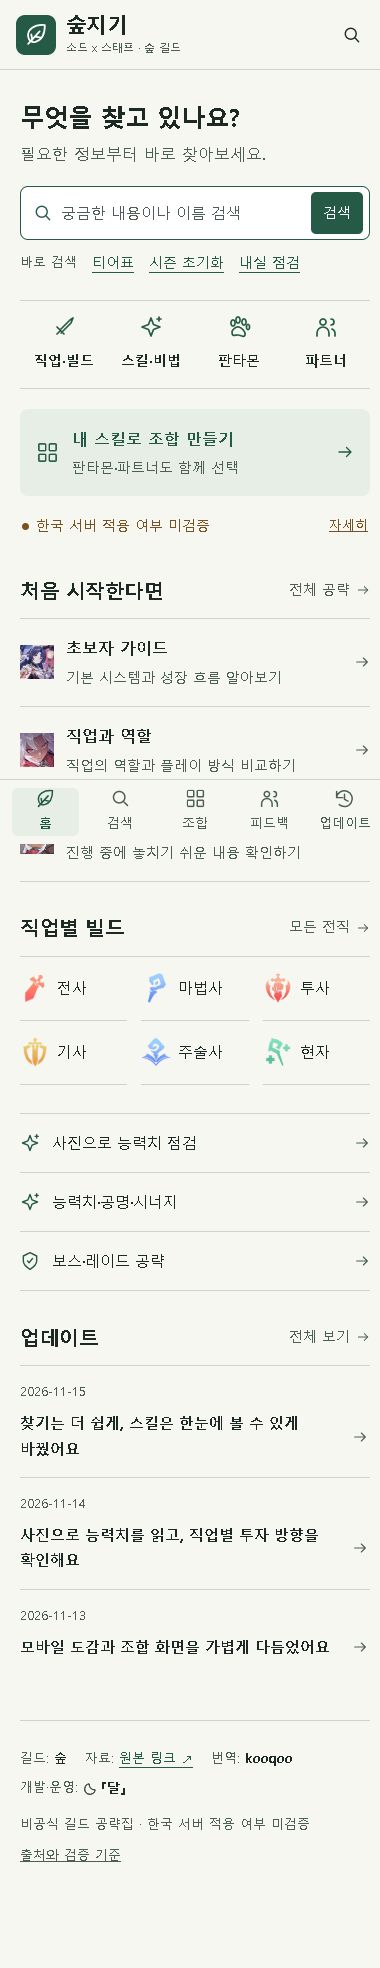 숲지기
소드 x 스태프 · 숲 길드
무엇을 찾고 있나요?
필요한 정보부터 바로 찾아보세요.
궁금한 내용이나 이름 검색
검색
바로 검색 티어표 시즌 초기화 내실 점검
직업·빌드 스킬·비법 판타몬 파트너
내 스킬로 조합 만들기
판타몬·파트너도 함께 선택
한국 서버 적용 여부 미검증 자세히
처음 시작한다면 전체 공략 →
초보자 가이드
기본 시스템과 성장 흐름 알아보기
직업과 역할
직업의 역할과 플레이 방식 비교하기
홈 검색 조합 피드백 업데이트
진행 중에 놓치기 쉬운 내용 확인하기
직업별 빌드 모든 전직 →
전사 마법사 투사
기사 주술사 현자
사진으로 능력치 점검
능력치·공명·시너지
보스·레이드 공략
업데이트 전체 보기 →
2026-11-15
찾기는 더 쉽게, 스킬은 한눈에 볼 수 있게
바꿨어요
2026-11-14
사진으로 능력치를 읽고, 직업별 투자 방향을
확인해요
2026-11-13
모바일 도감과 조합 화면을 가볍게 다듬었어요
길드: 숲 자료: 원본 링크 ↗ 번역: kooqoo
개발·운영: 『달』
비공식 길드 공략집 · 한국 서버 적용 여부 미검증
출처와 검증 기준